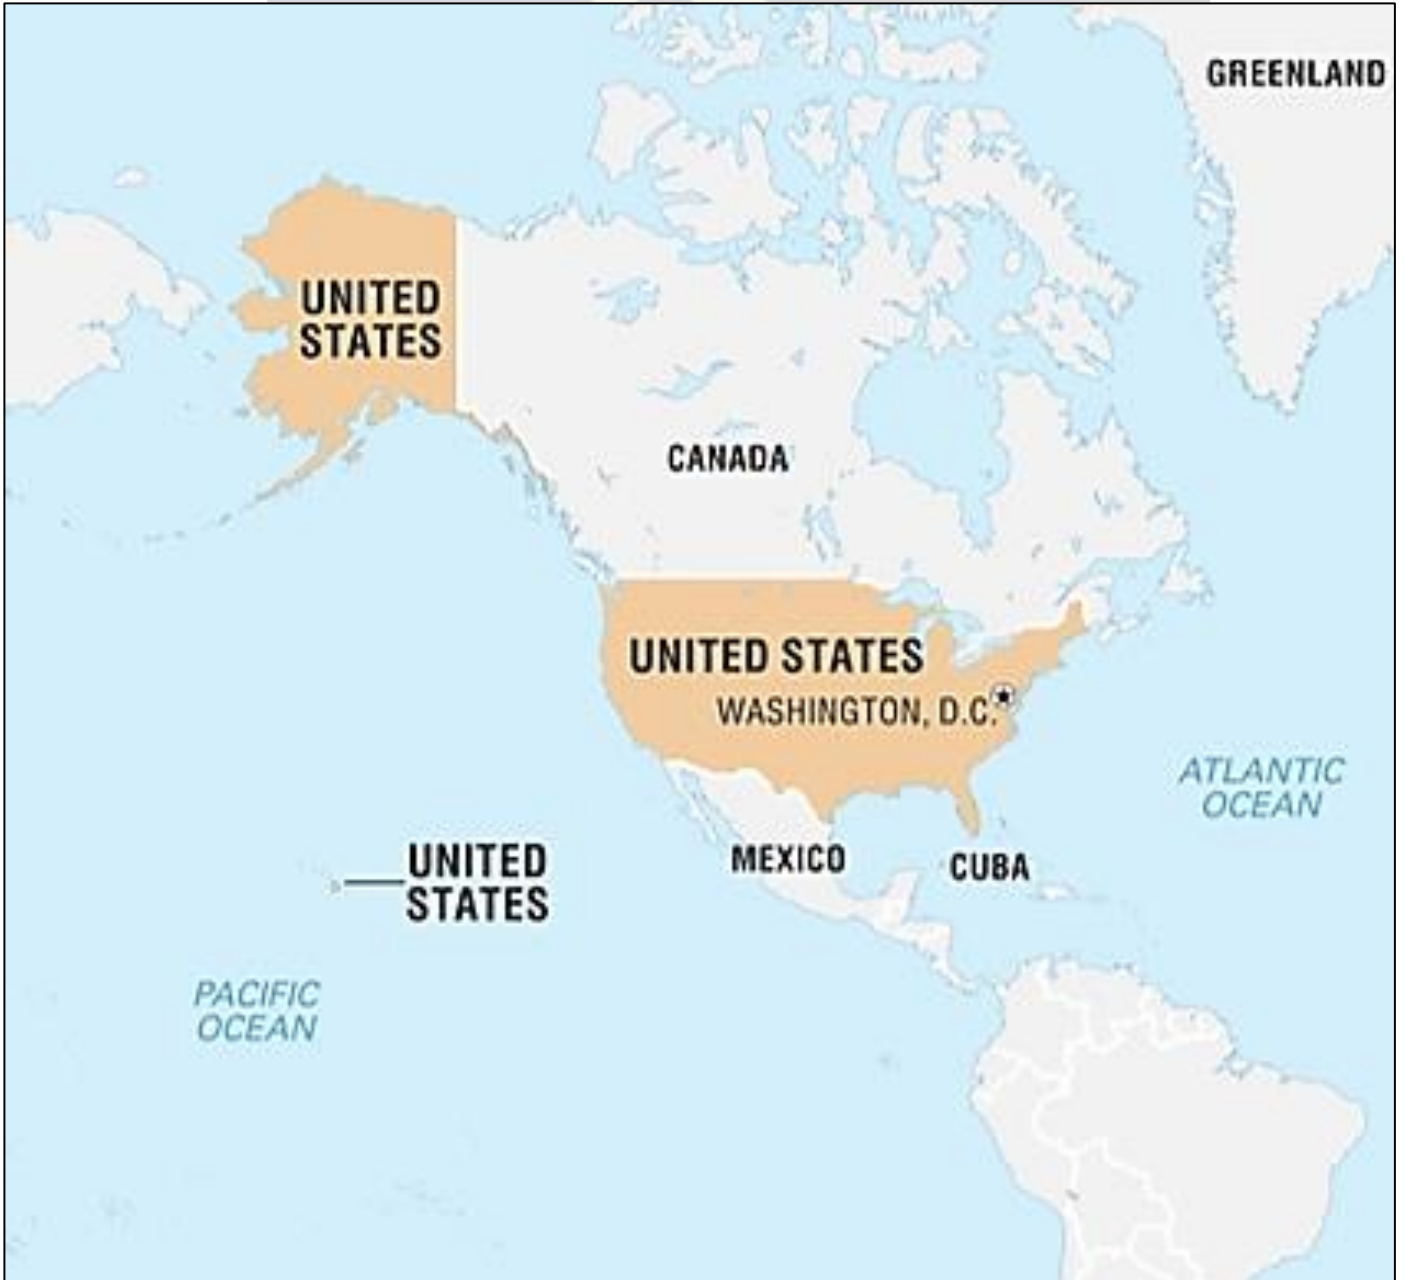 GREENLAND
UNITED
STATES
CANADA
UNITED STATES
WASHINGTON, D.C.
ATLANTIC
OCEAN
MEXICO
CUBA
UNITED
STATES
PACIFIC
OCEAN